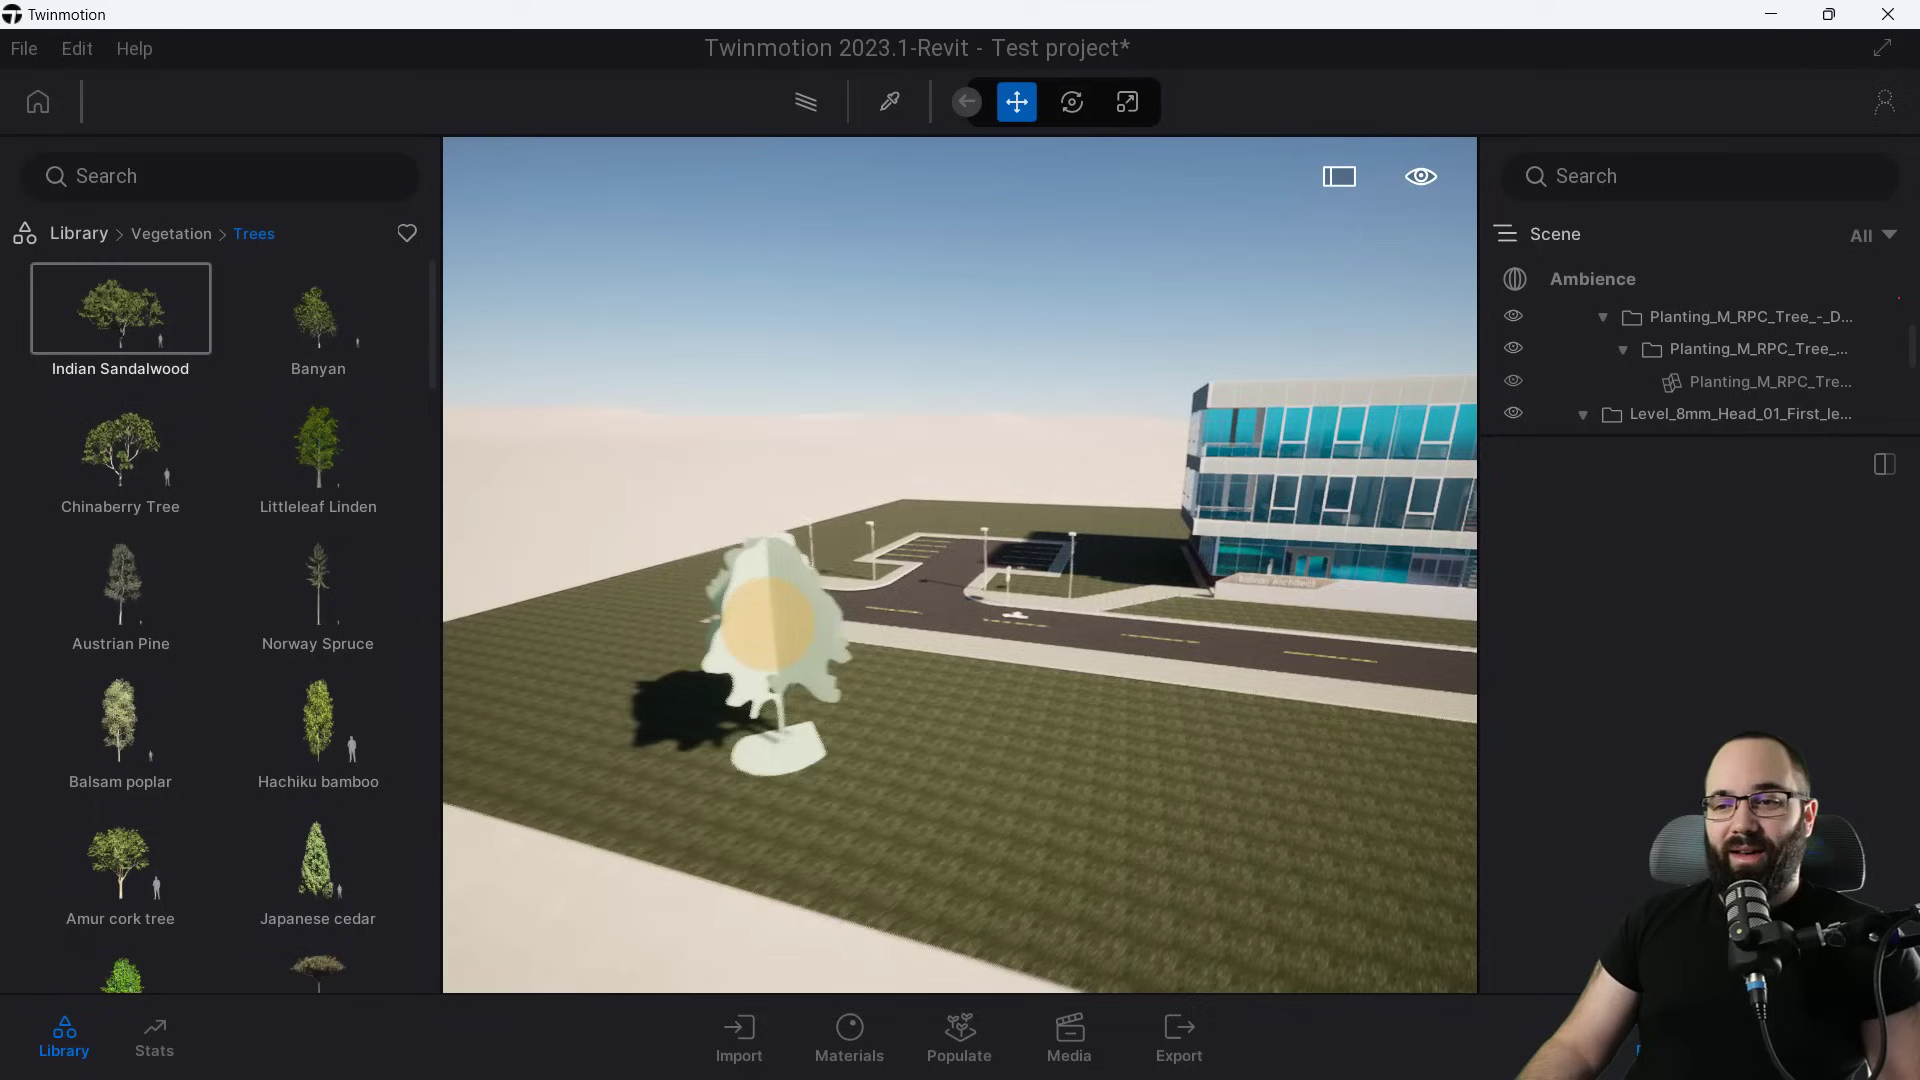 Twinmotion
File Edit Help
Twinmotion 2023.1-Revit - Test project*
Search
Library > Vegetation > Trees
Indian Sandalwood
Banyan
Chinaberry Tree
Littleleaf Linden
Austrian Pine
Norway Spruce
Balsam poplar
Hachiku bamboo
Amur cork tree
Japanese cedar
Search
Scene
All
Ambience
Planting_M_RPC_Tree_-_D...
Planting_M_RPC_Tree_...
Planting_M_RPC_Tre...
Level_8mm_Head_01_First_le...
Library
Stats
Import
Materials
Populate
Media
Export